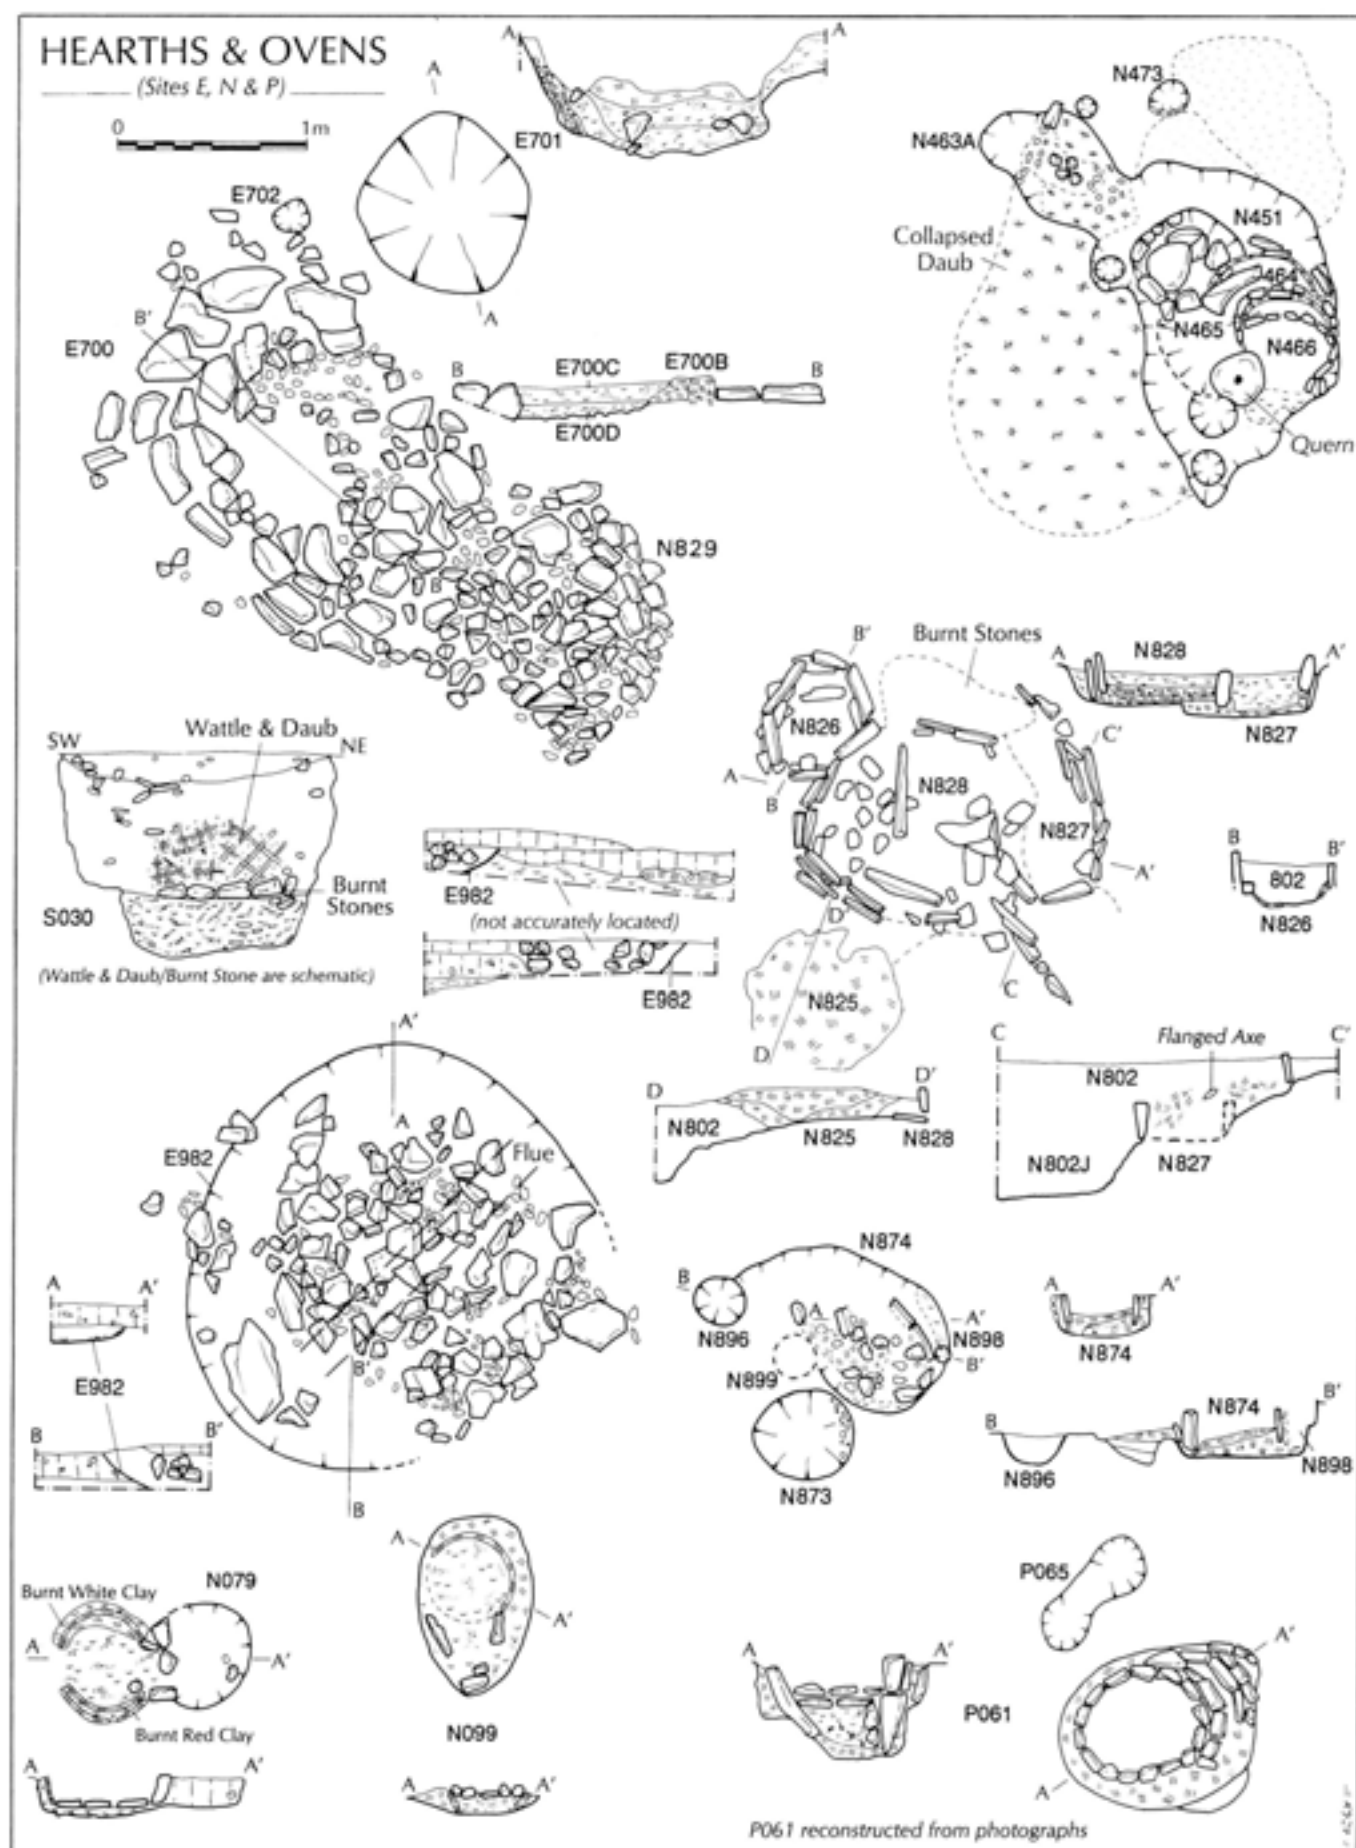 HEARTHS & OVENS
(Sites E, N & P)
0 1m
A
A
A
A
E701
E702
B'
E700
B
E700C
E700B
B
E700D
B
N829
N473
N463A
N451
Collapsed
Daub
464
N465
N466
Quern
Wattle & Daub
SW
NE
Burnt
Stones
S030
(Wattle & Daub/Burnt Stone are schematic)
E982
(not accurately located)
E982
B'
Burnt Stones
N826
A
B
N828
C'
N827
A'
D'
C
N825
D
A
N828
A'
N827
B
B'
802
N826
C
Flanged Axe
C'
N802
N802J
N827
D
D'
N802
N825
N828
A'
A
E982
Flue
B'
B
A
A'
E982
B
B'
N874
B
A
A'
N896
N898
B'
N899
N873
A
A'
N874
B
N874
B'
N896
N898
Burnt White Clay
N079
A
A'
Burnt Red Clay
A
A'
A
A'
N099
A
A'
P065
A
A'
P061
A'
A
P061 reconstructed from photographs